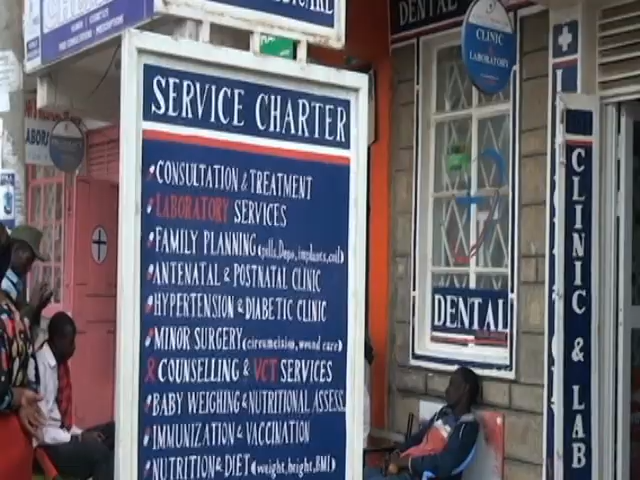 DENTAL
CLINIC
&
LABORATORY
SERVICE CHARTER
CONSULTATION & TREATMENT
LABORATORY SERVICES
FAMILY PLANNING (pills, Depo, implants, coil)
ANTENATAL & POSTNATAL CLINIC
HYPERTENSION & DIABETIC CLINIC
MINOR SURGERY (circumcision, wound care)
COUNSELLING & VCT SERVICES
BABY WEIGHING & NUTRITIONAL ASSESS.
IMMUNIZATION & VACCINATION
NUTRITION & DIET (weight, height, BMI)
DENTAL
CLINIC & LAB